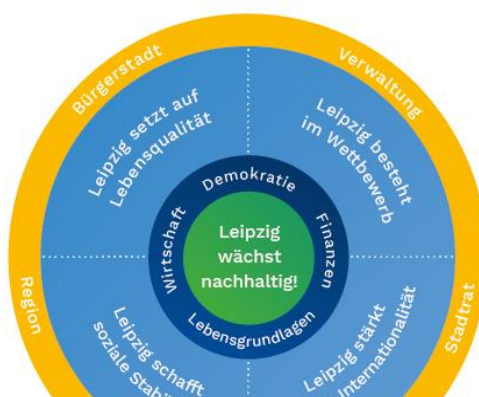 Bürgerstadt
Verwaltung
Leipzig setzt auf
Lebensqualität
Leipzig besteht
im Wettbewerb
Demokratie
Wirtschaft
Finanzen
Leipzig
wächst
nachhaltig!
Lebensgrundlagen
Region
Stadtrat
Leipzig schafft
soziale
Leipzig stärkt
Internationalität